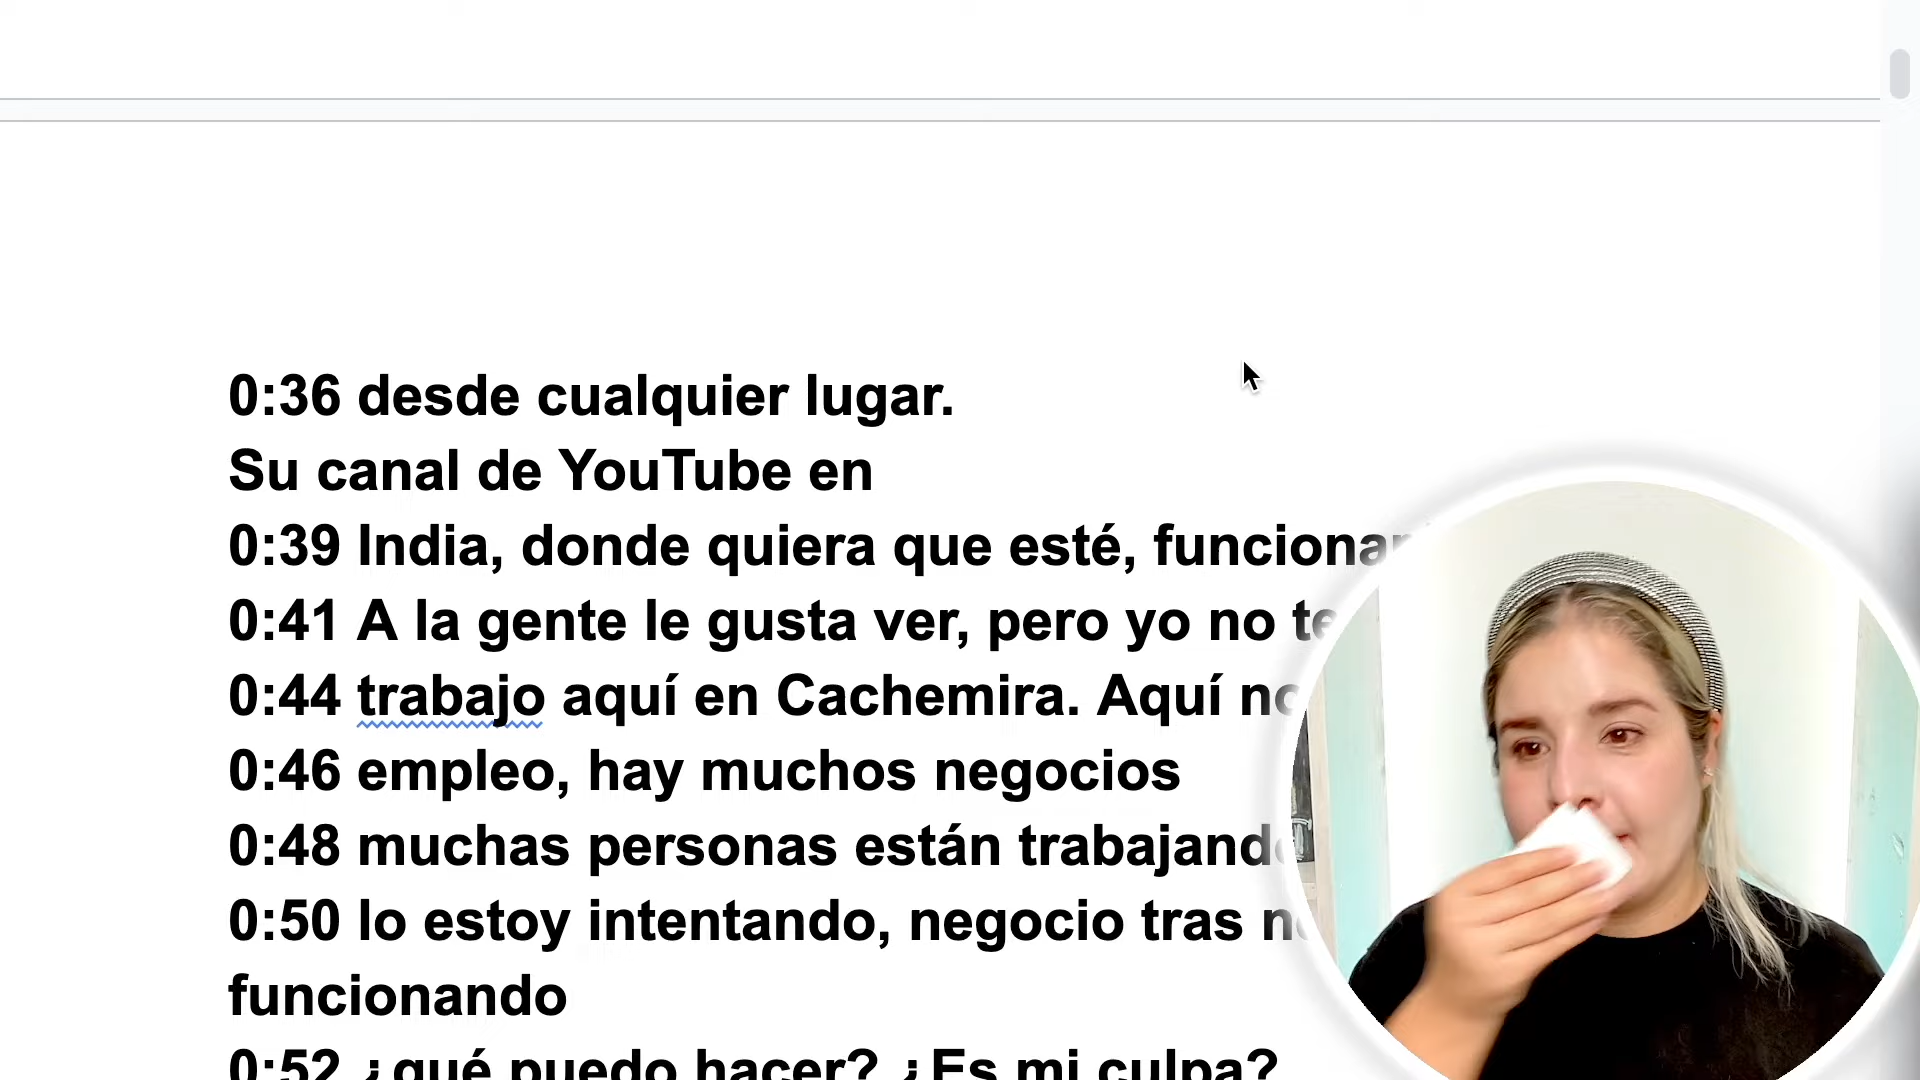 0:36 desde cualquier lugar.
Su canal de YouTube en
0:39 India, donde quiera que esté,
0:41 A la gente le gusta ver, pero yo no
0:44 trabajo aquí en Cachemira. Aquí
0:46 empleo, hay muchos negocios
0:48 muchas personas están
0:50 lo estoy intentando, negocio tras
funcionando
0:52 ¿qué puedo hacer? ¿Es mi culpa?